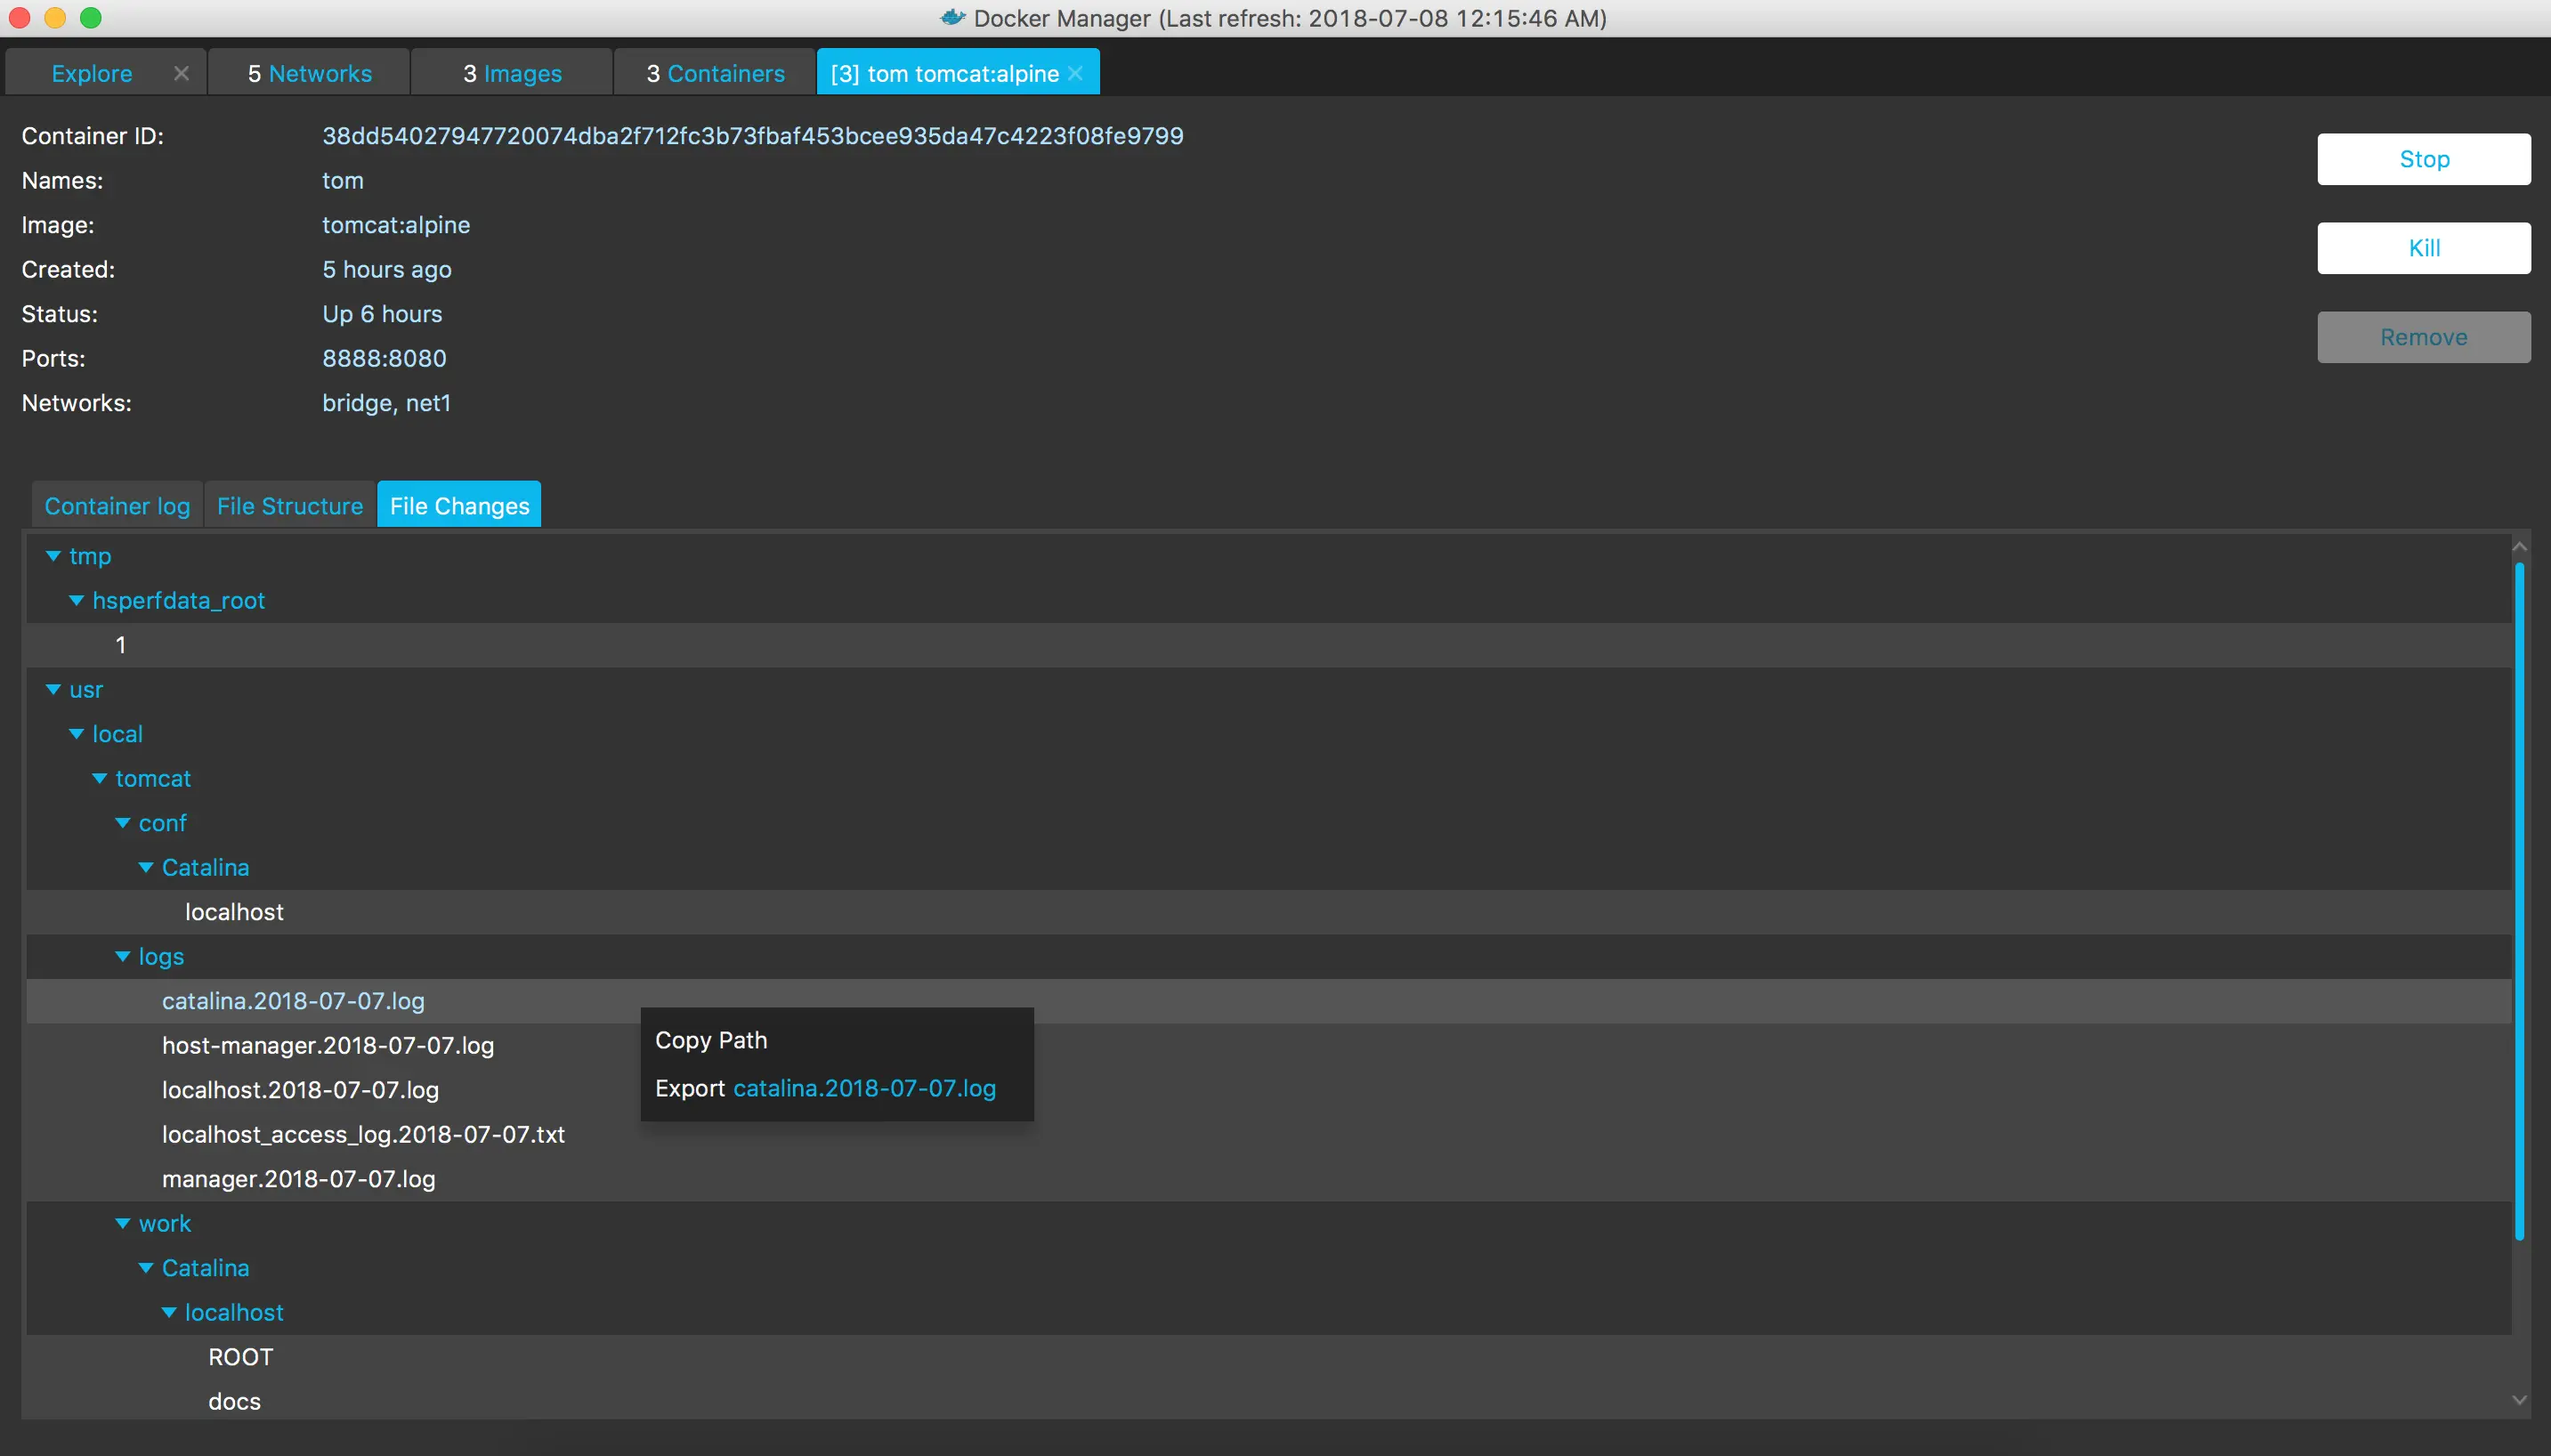 Docker Manager (Last refresh: 2018-07-08 12:15:46 AM)
Explore 5 Networks 3 Images 3 Containers [3] tom tomcat:alpine
Container ID: 38dd54027947720074dba2f712fc3b73fbaf453bcee935da47c4223f08fe9799
Stop
Names: tom
Image: tomcat:alpine
Kill
Created: 5 hours ago
Status: Up 6 hours
Remove
Ports: 8888:8080
Networks: bridge, net1
Container log File Structure File Changes
tmp
hsperfdata_root
1
usr
local
tomcat
conf
Catalina
localhost
logs
catalina.2018-07-07.log
Copy Path
host-manager.2018-07-07.log
Export catalina.2018-07-07.log
localhost.2018-07-07.log
localhost_access_log.2018-07-07.txt
manager.2018-07-07.log
work
Catalina
localhost
ROOT
docs